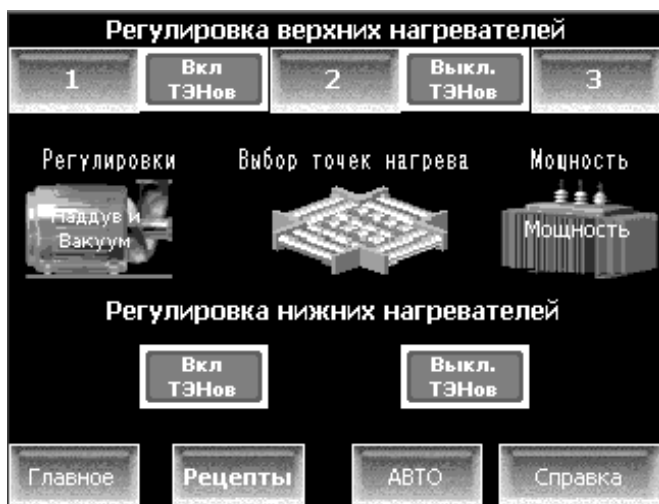 Регулировка верхних нагревателей
1
Вкл
ТЭНов
2
Выкл.
ТЭНов
3
Регулировки
Выбор точек нагрева
Мощность
Наддув и
Вакуум
Мощность
Регулировка нижних нагревателей
Вкл
ТЭНов
Выкл.
ТЭНов
Главное
Рецепты
АВТО
Справка